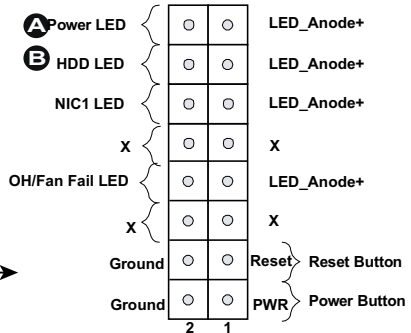 A Power LED LED_Anode+
B HDD LED LED_Anode+
NIC1 LED LED_Anode+
X X
OH/Fan Fail LED LED_Anode+
X X
Ground Reset Reset Button
Ground PWR Power Button
2 1